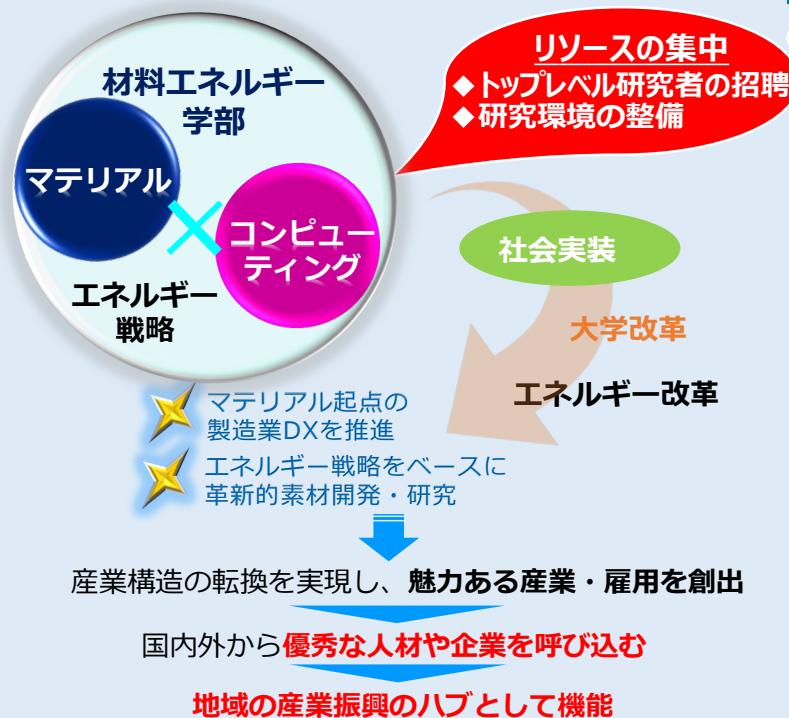 リソースの集中
◆トップレベル研究者の招聘
◆研究環境の整備
材料エネルギー
学部
マテリアル
×
コンピュー
ティング
エネルギー
戦略
社会実装
大学改革
エネルギー改革
マテリアル起点の
製造業DXを推進
エネルギー戦略をベースに
革新的素材開発・研究
産業構造の転換を実現し、魅力ある産業・雇用を創出
国内外から優秀な人材や企業を呼び込む
地域の産業振興のハブとして機能